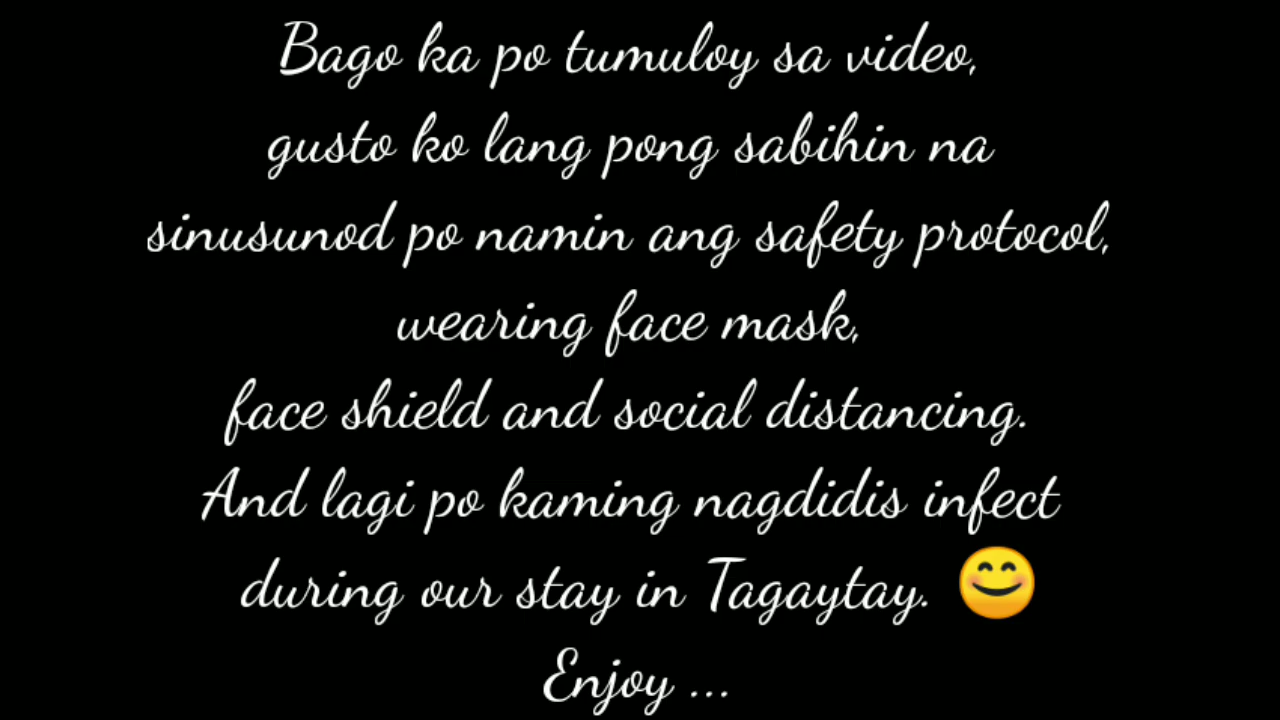 Bago ka po tumuloy sa video,
gusto ko lang pong sabihin na
sinusunod po namin ang safety protocol,
wearing face mask,
face shield and social distancing.
And lagi po kaming nagdidis infect
during our stay in Tagaytay. 😊
Enjoy ...